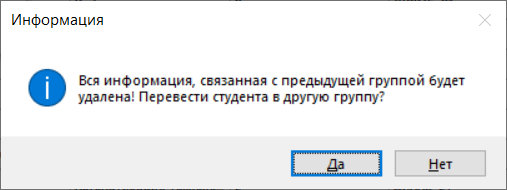 Информация
Вся информация, связанная с предыдущей группой будет
удалена! Перевести студента в другую группу?
Да
Нет